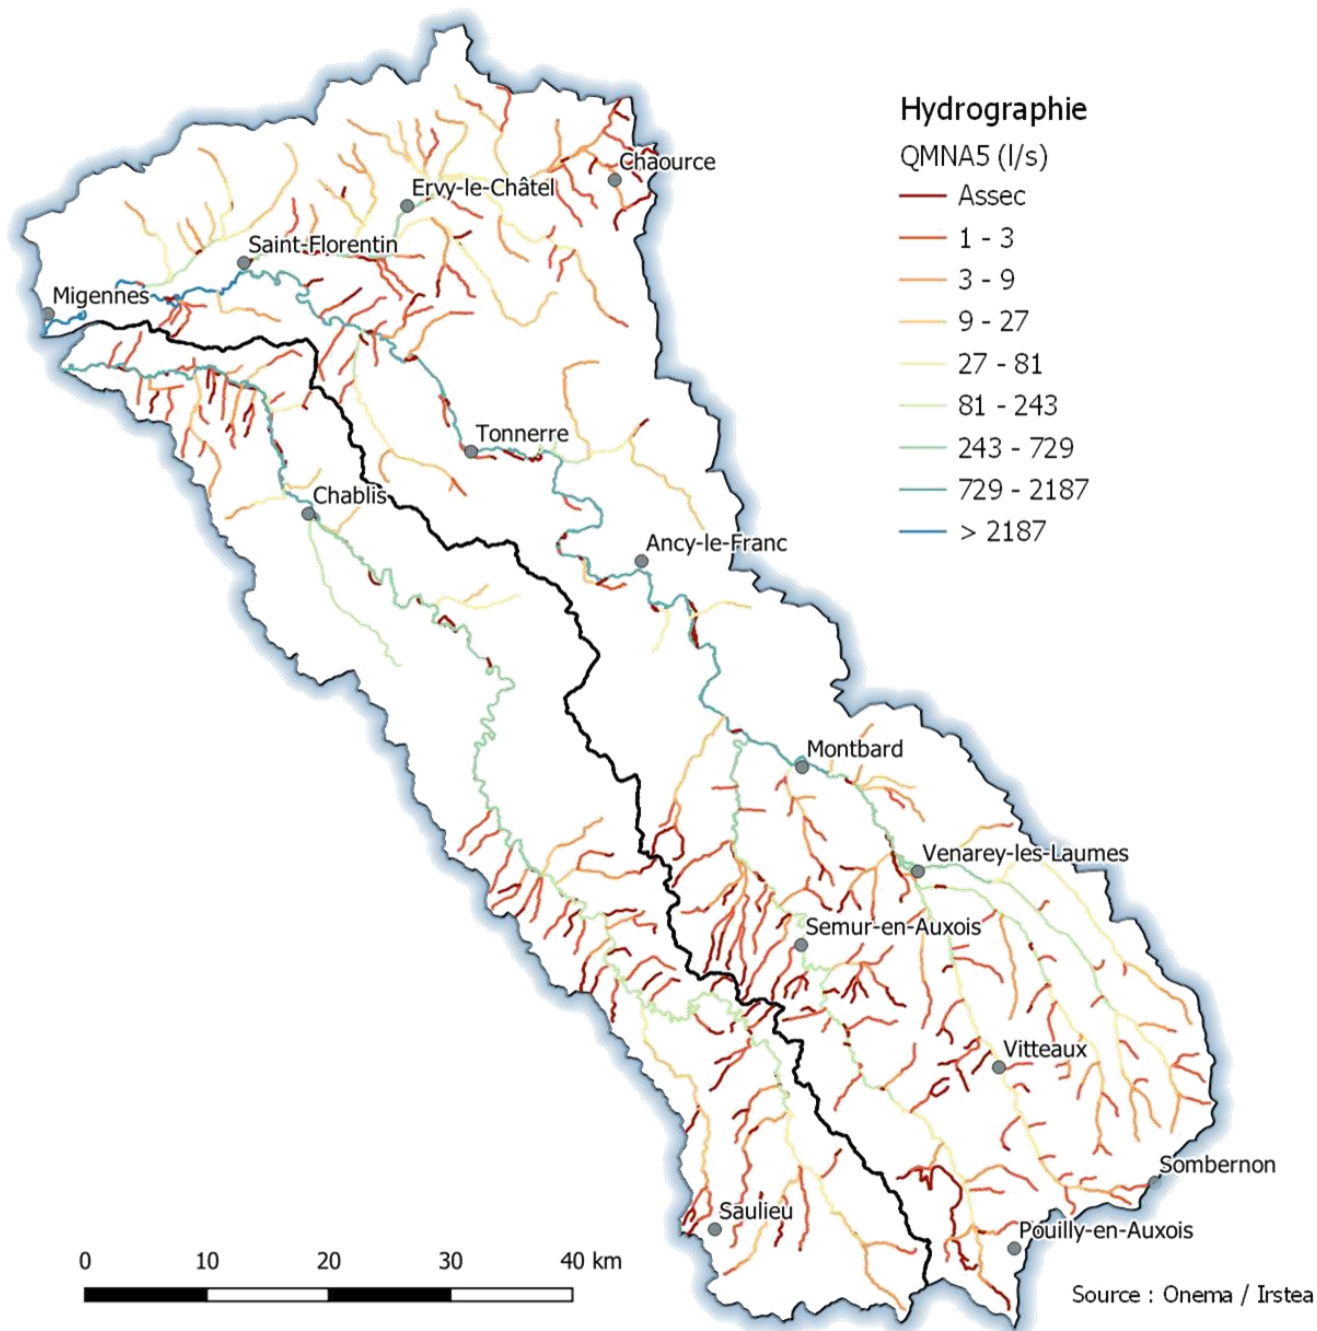 Hydrographie
QMNA5 (l/s)
Assec
1 - 3
3 - 9
9 - 27
27 - 81
81 - 243
243 - 729
729 - 2187
> 2187
Chaource
Ervy-le-Châtel
Saint-Florentin
Migennes
Tonnerre
Chablis
Ancy-le-Franc
Montbard
Venarey-les-Laumes
Semur-en-Auxois
Vitteaux
Sombernon
Saulieu
Pouilly-en-Auxois
0 10 20 30 40 km
Source : Onema / Irstea